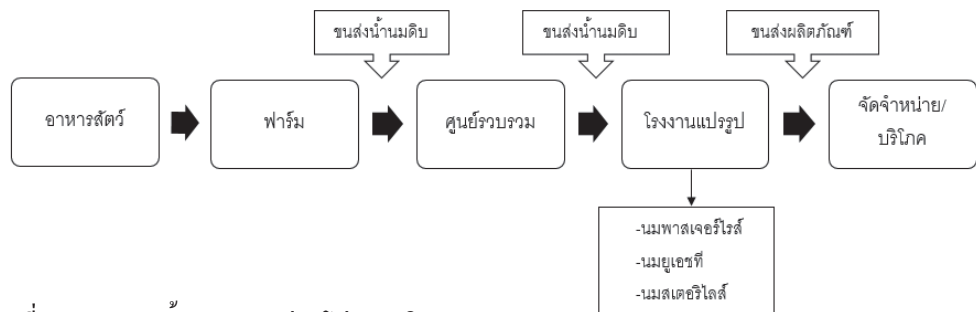 ขนส่งน้ำนมดิบ
ขนส่งน้ำนมดิบ
ขนส่งผลิตภัณฑ์
อาหารสัตว์
ฟาร์ม
ศูนย์รวบรวม
โรงงานแปรรูป
จัดจำหน่าย/
บริโภค
-นมพาสเจอร์ไรส์
-นมยูเอชที่
-นมสเตอริไลส์